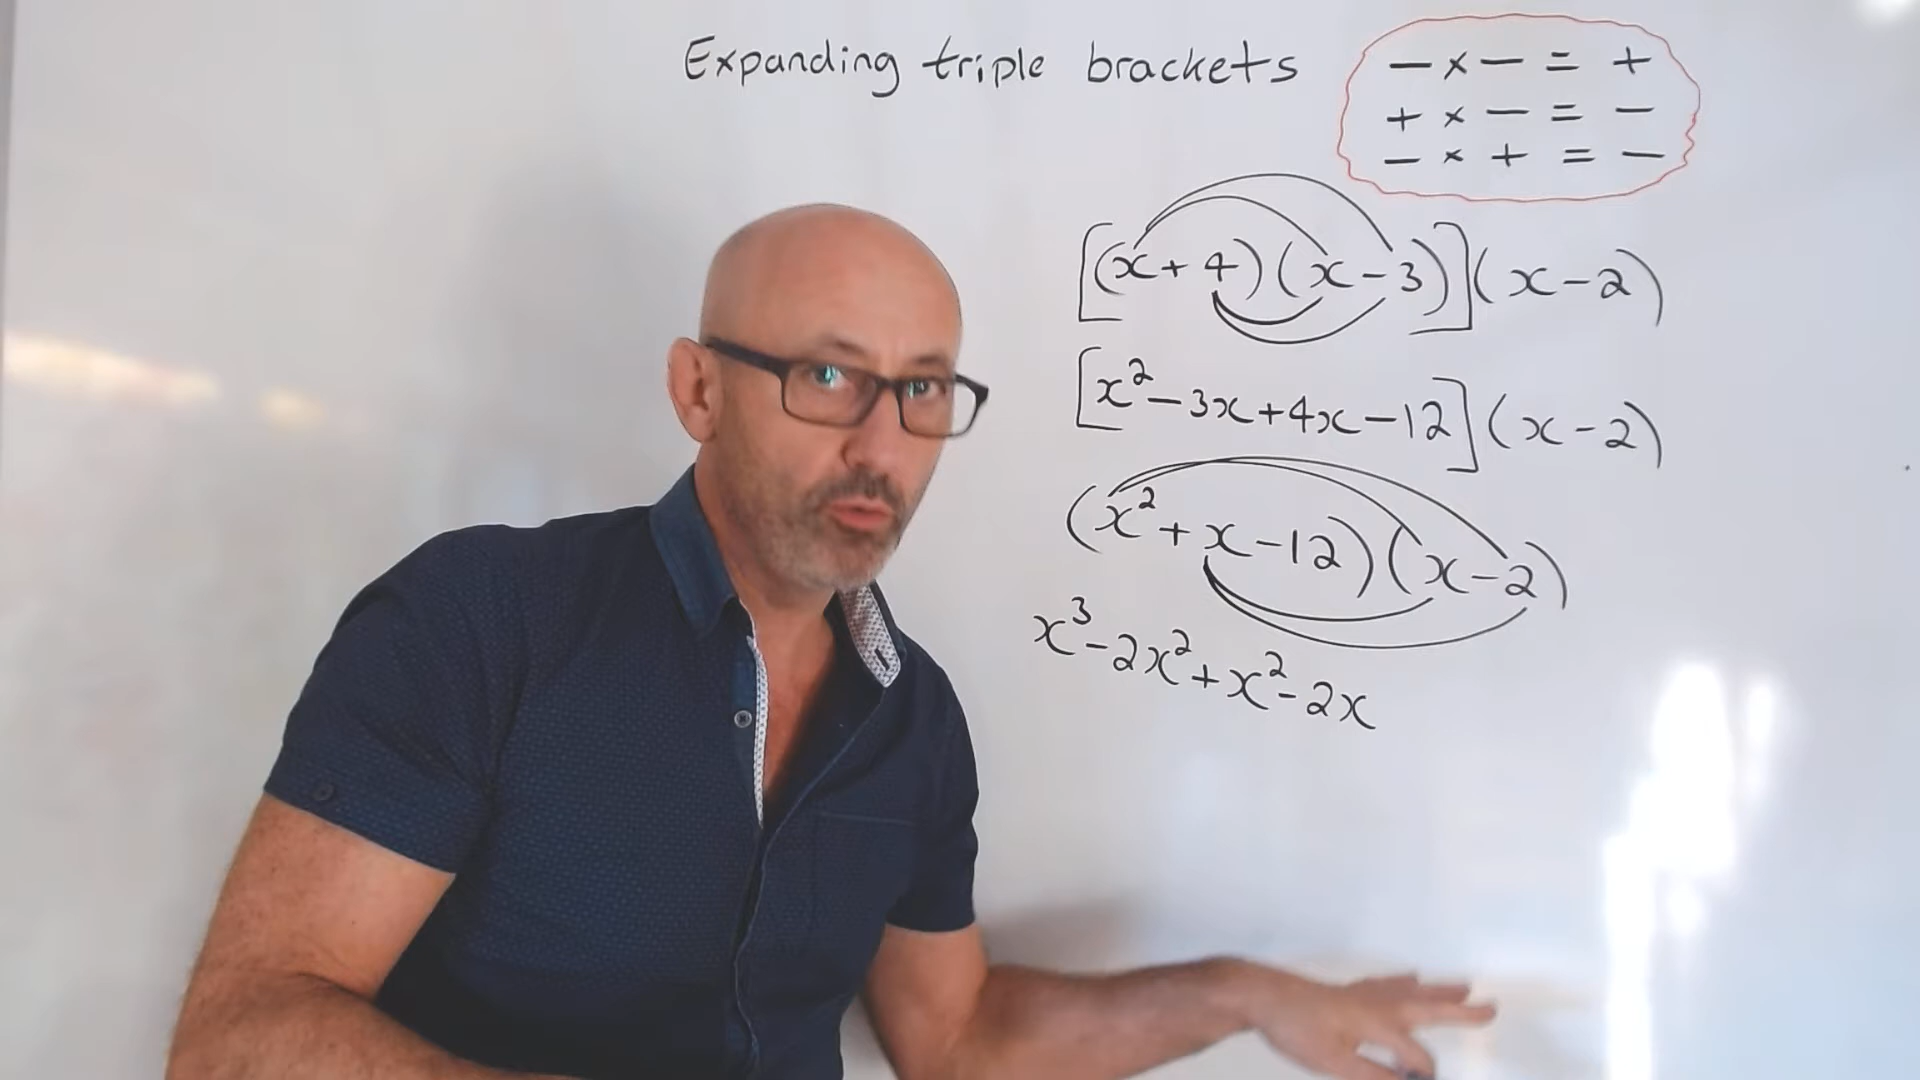 Expanding triple brackets
− × − = +
+ × − = −
− × + = −
[(x + 4)(x − 3)](x − 2)
[x² − 3x + 4x − 12](x − 2)
(x² + x − 12)(x − 2)
x³ − 2x² + x² − 2x